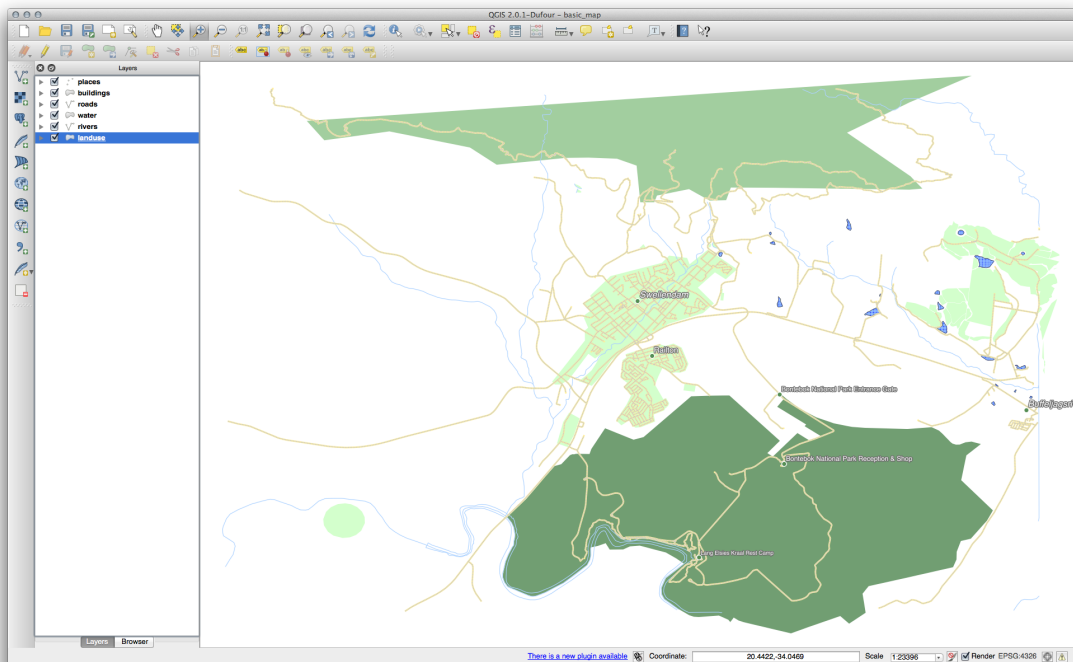 QGIS 2.0.1-Dufour - basic_map
Layers
places
buildings
roads
water
rivers
landuse
Swellendam
Railton
Bontebok National Park Entrance Gate
Bontebok National Park Reception & Shop
Lang Elsies Kraal Rest Camp
Layers
Browser
There is a new plugin available
Coordinate:
20.4422,-34.0469
Scale
1:23396
Render
EPSG:4326